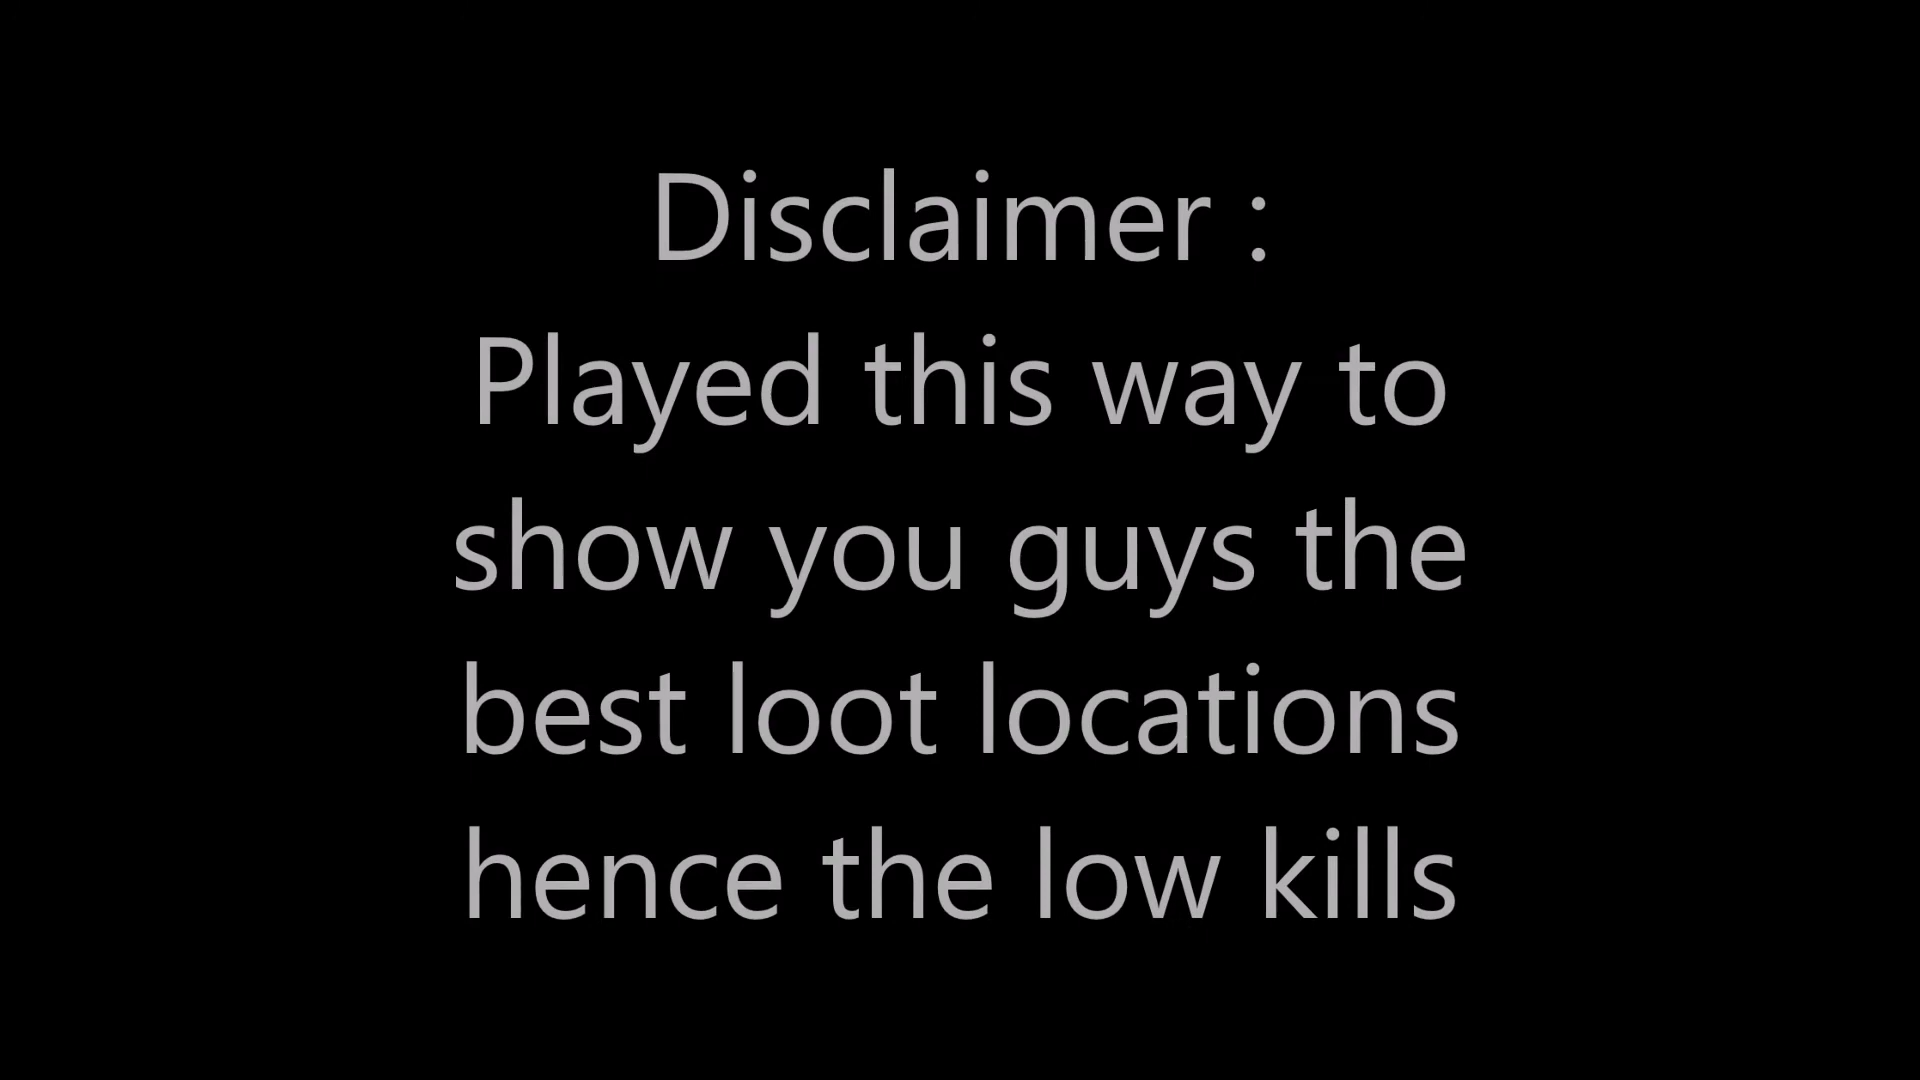 Disclaimer :
Played this way to
show you guys the
best loot locations
hence the low kills